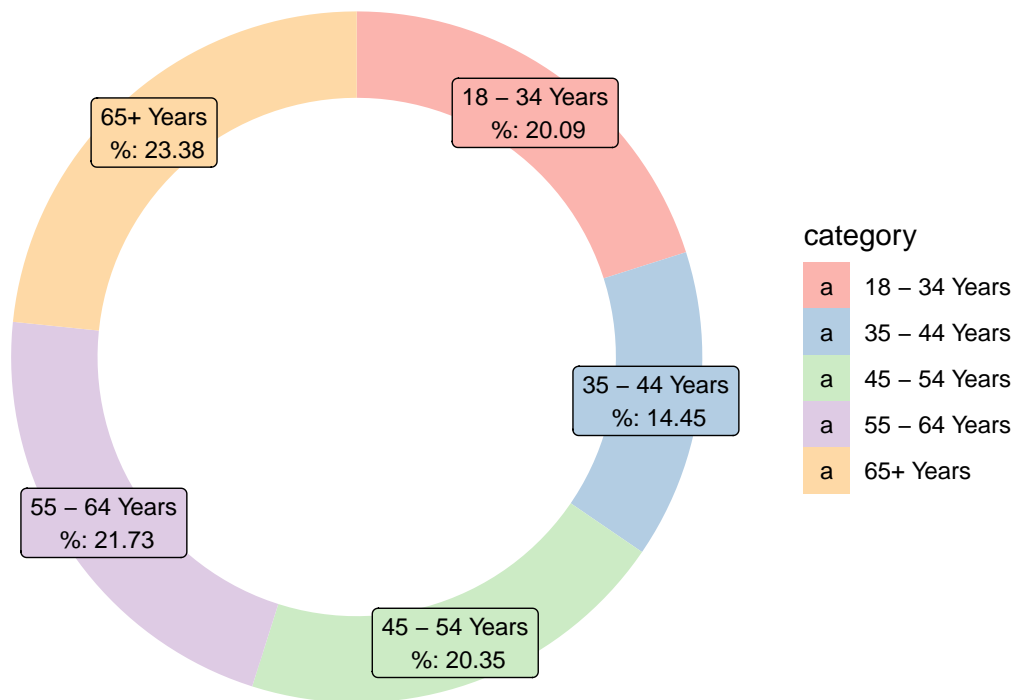 18 – 34 Years
%: 20.09
65+ Years
%: 23.38
35 – 44 Years
%: 14.45
55 – 64 Years
%: 21.73
45 – 54 Years
%: 20.35
category
a 18 – 34 Years
a 35 – 44 Years
a 45 – 54 Years
a 55 – 64 Years
a 65+ Years